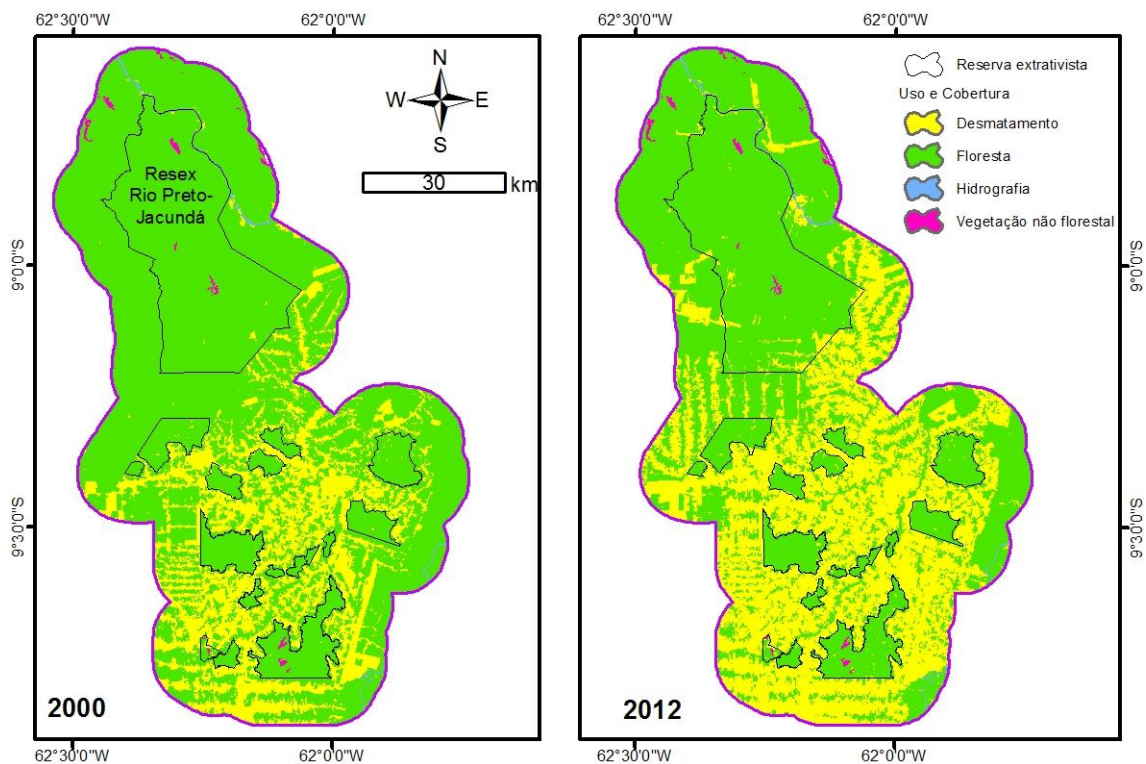 62°30'0"W
62°0'0"W
62°30'0"W
62°0'0"W
N
W E
S
30 km
Resex
Rio Preto-
Jacundá
Reserva extrativista
Uso e Cobertura
Desmatamento
Floresta
Hidrografia
Vegetação não florestal
9°0'0"S
9°0'0"S
9°30'0"S
9°30'0"S
2000
2012
62°30'0"W
62°0'0"W
62°30'0"W
62°0'0"W